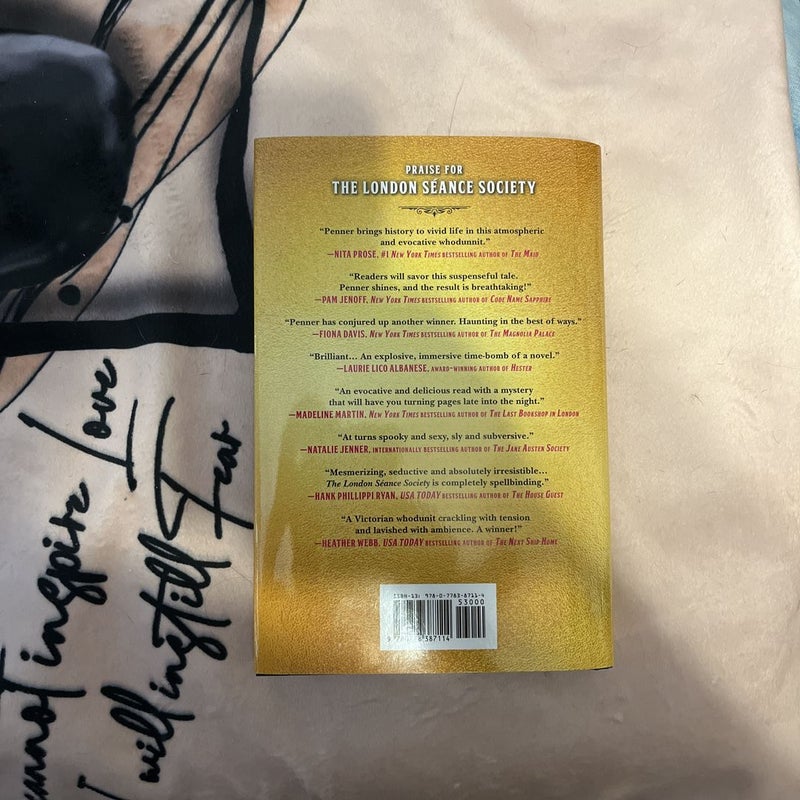 PRAISE FOR
THE LONDON SÉANCE SOCIETY
“Penner brings history to vivid life in this atmospheric
and evocative whodunnit.”
—NITA PROSE, #1 NEW YORK TIMES BESTSELLING AUTHOR OF THE MAID
“Readers will savor this suspenseful tale.
Penner shines, and the result is breathtaking!”
—PAM JENOFF, NEW YORK TIMES BESTSELLING AUTHOR OF CODE NAME SAPPHIRE
“Penner has conjured up another winner. Haunting in the best of ways.”
—FIONA DAVIS, NEW YORK TIMES BESTSELLING AUTHOR OF THE MAGNOLIA PALACE
“Brilliant... An explosive, immersive time-bomb of a novel.”
—LAURIE LICO ALBANESE, AWARD-WINNING AUTHOR OF HESTER
“An evocative and delicious read with a mystery
that will have you turning pages late into the night.”
—MADELINE MARTIN, NEW YORK TIMES BESTSELLING AUTHOR OF THE LAST BOOKSHOP IN LONDON
“At turns spooky and sexy, sly and subversive.”
—NATALIE JENNER, INTERNATIONALLY BESTSELLING AUTHOR OF THE JANE AUSTEN SOCIETY
“Mesmerizing, seductive and absolutely irresistible...
The London Séance Society is completely spellbinding.”
—HANK PHILLIPPI RYAN, USA TODAY BESTSELLING AUTHOR OF THE HOUSE GUEST
“A Victorian whodunit crackling with tension
and lavished with ambience. A winner!”
—HEATHER WEBB, USA TODAY BESTSELLING AUTHOR OF THE NEXT SHIP HOME
ISBN-13: 978-0-7783-8711-4
53000
387114
inspire Love
will instill Fear